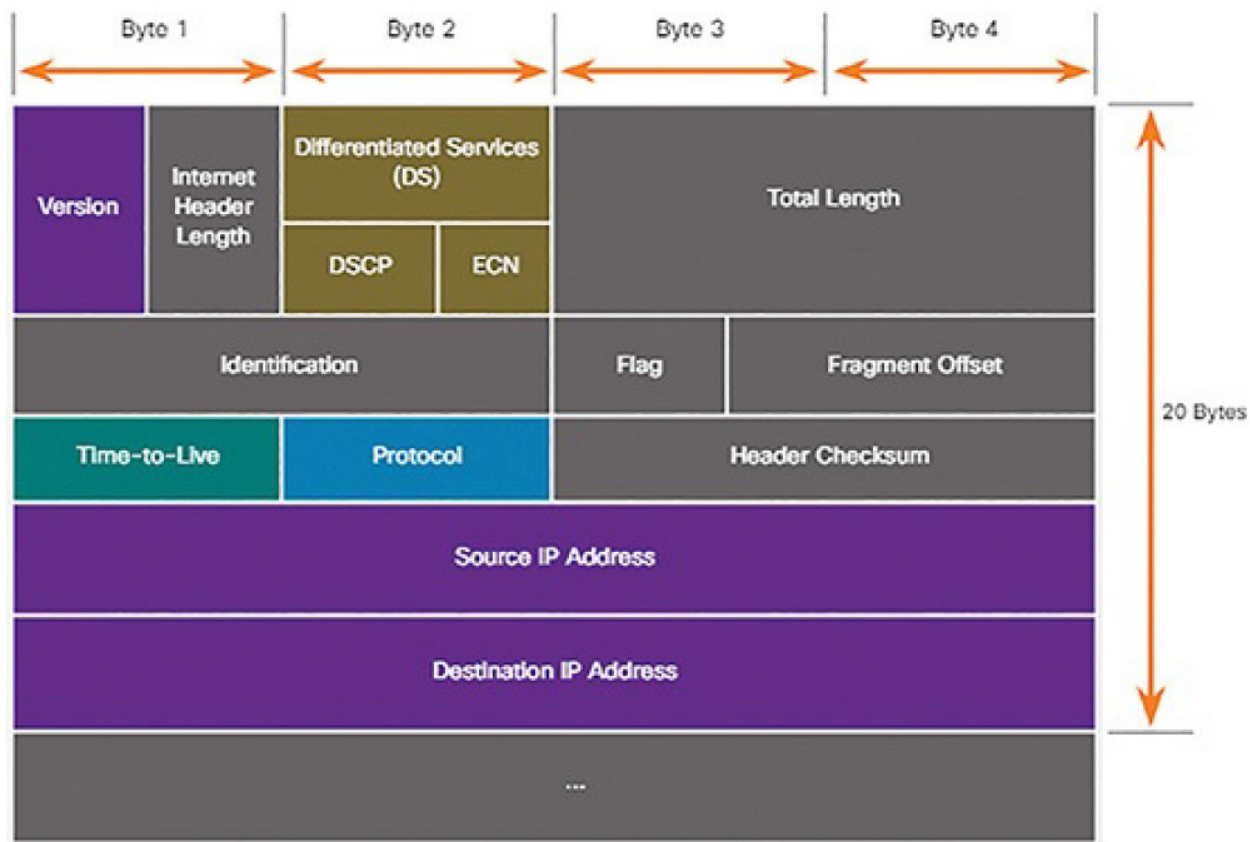 Byte 1
Byte 2
Byte 3
Byte 4
Version
Internet
Header
Length
Differentiated Services
(DS)
DSCP
ECN
Total Length
Identification
Flag
Fragment Offset
20 Bytes
Time-to-Live
Protocol
Header Checksum
Source IP Address
Destination IP Address
...